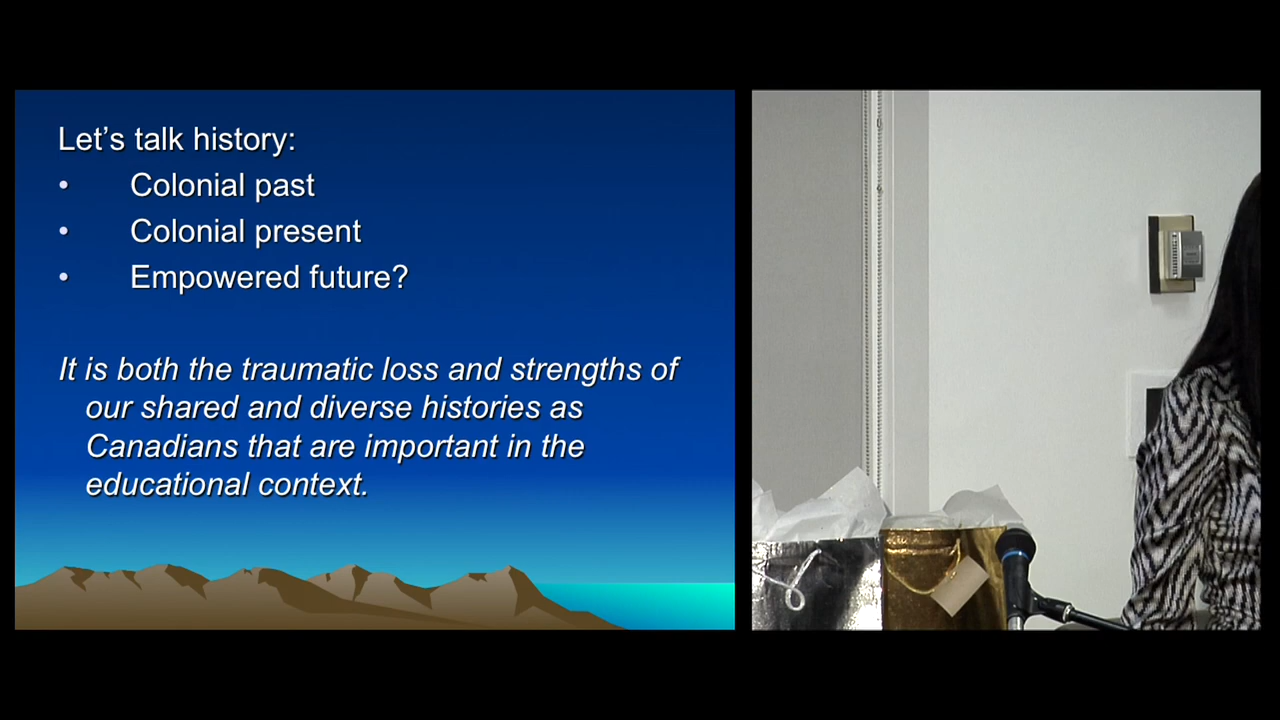 Let’s talk history:
• Colonial past
• Colonial present
• Empowered future?
It is both the traumatic loss and strengths of
our shared and diverse histories as
Canadians that are important in the
educational context.